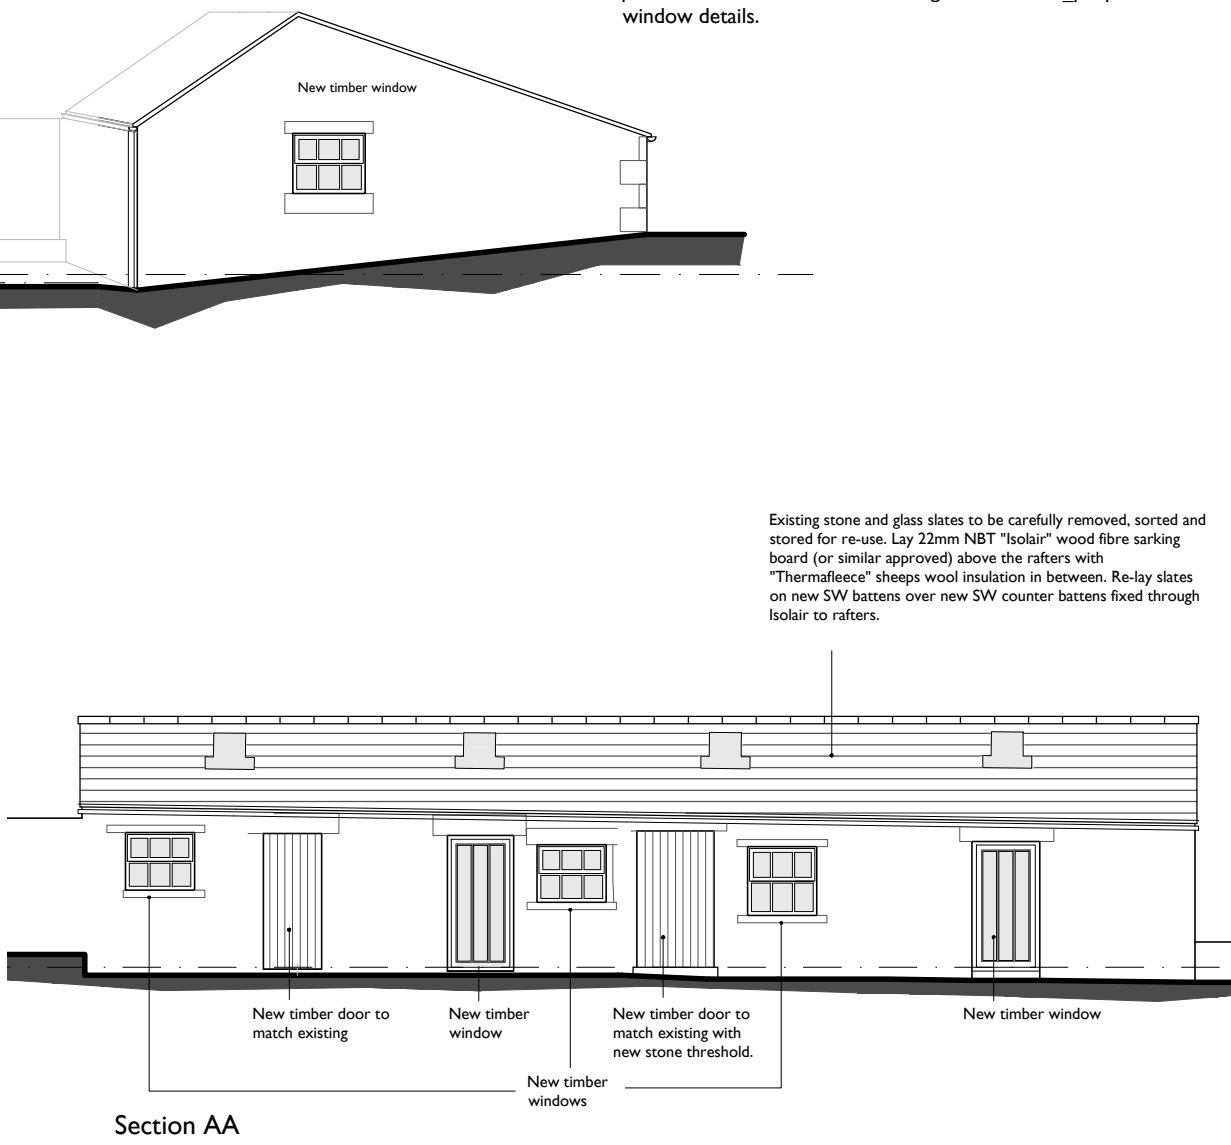 window details.
New timber window
Existing stone and glass slates to be carefully removed, sorted and
stored for re-use. Lay 22mm NBT "Isolair" wood fibre sarking
board (or similar approved) above the rafters with
"Thermafleece" sheeps wool insulation in between. Re-lay slates
on new SW battens over new SW counter battens fixed through
Isolair to rafters.
New timber door to
match existing
New timber
window
New timber door to
match existing with
new stone threshold.
New timber window
New timber
windows
Section AA